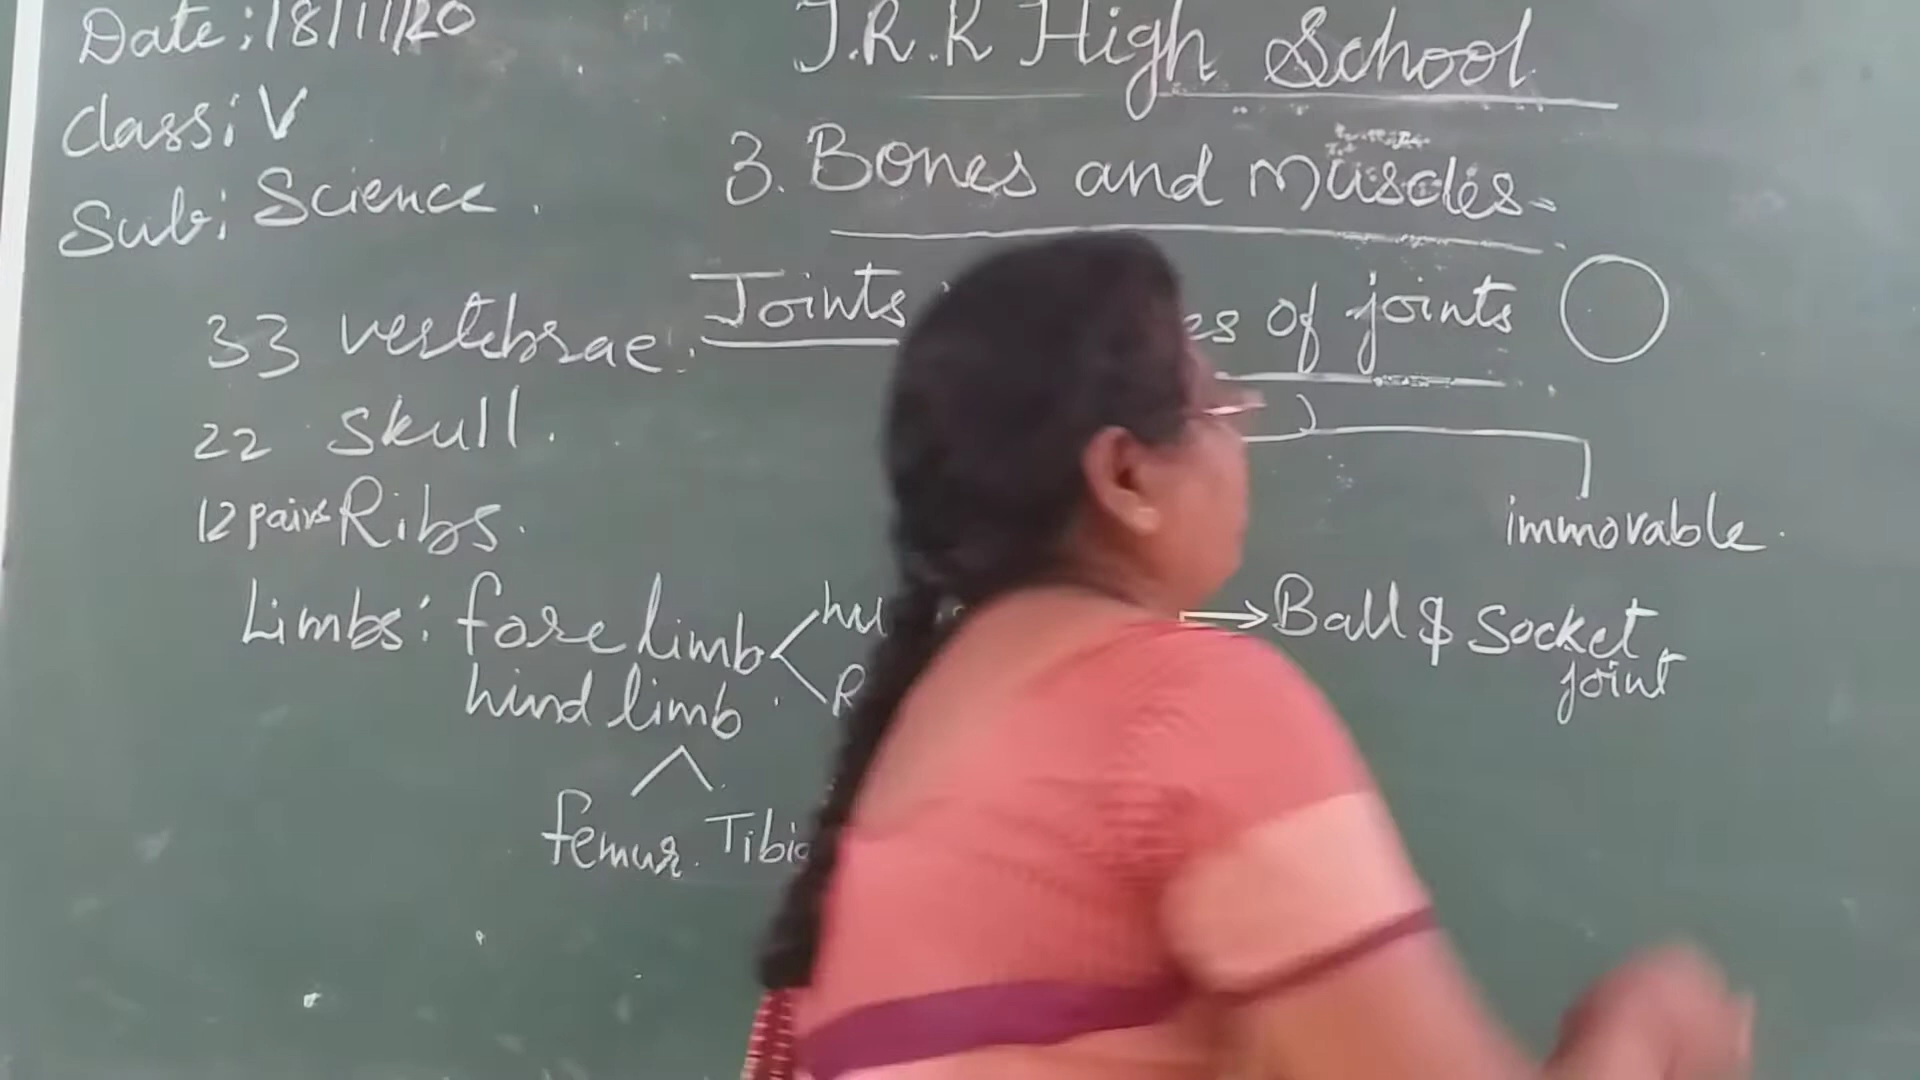 Date: 18/11/20
Class: V
Sub: Science.
J.R.R High School
3. Bones and Muscles
Joints of joints
33 vertebrae.
22 Skull.
12 pairs Ribs.
immovable.
Limbs: fore limb
hind limb
Ball & Socket
joint
femur. Tibia